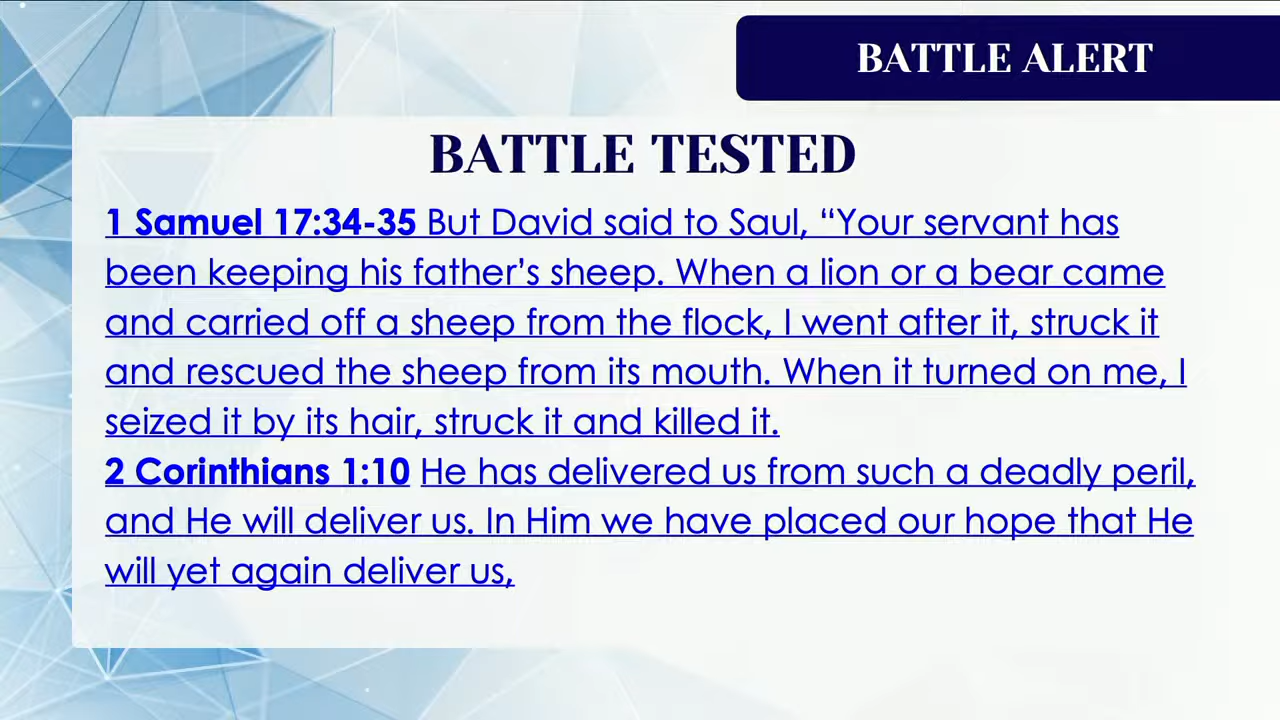 BATTLE ALERT
BATTLE TESTED
1 Samuel 17:34-35 But David said to Saul, “Your servant has
been keeping his father’s sheep. When a lion or a bear came
and carried off a sheep from the flock, I went after it, struck it
and rescued the sheep from its mouth. When it turned on me, I
seized it by its hair, struck it and killed it.
2 Corinthians 1:10 He has delivered us from such a deadly peril,
and He will deliver us. In Him we have placed our hope that He
will yet again deliver us,